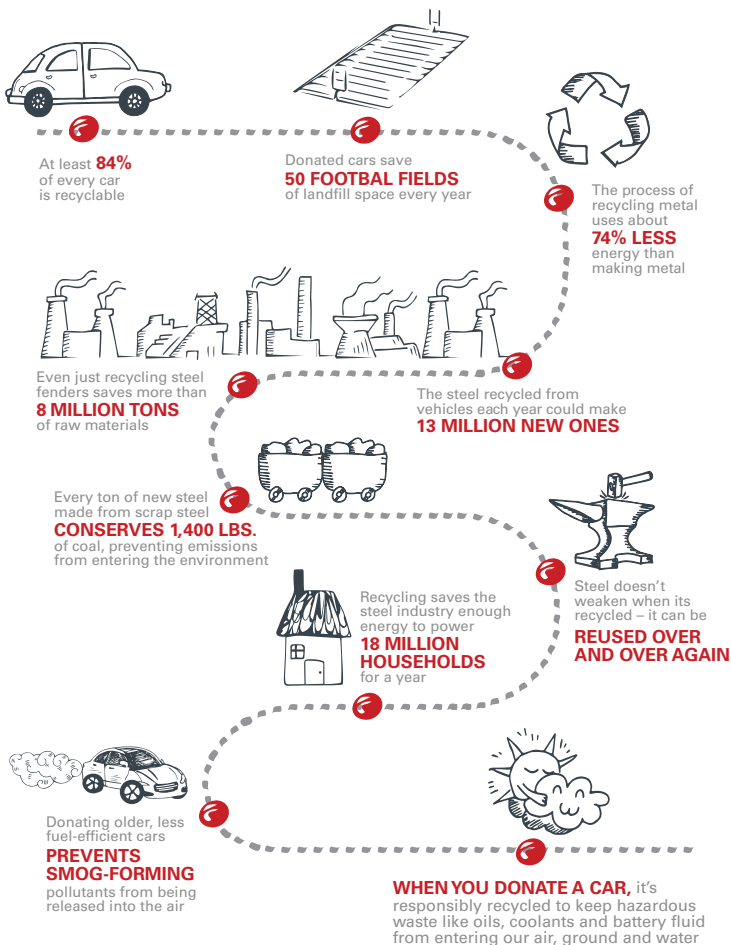 At least 84%
of every car
is recyclable
Donated cars save
50 FOOTBAL FIELDS
of landfill space every year
The process of
recycling metal
uses about
74% LESS
energy than
making metal
Even just recycling steel
fenders saves more than
8 MILLION TONS
of raw materials
The steel recycled from
vehicles each year could make
13 MILLION NEW ONES
Every ton of new steel
made from scrap steel
CONSERVES 1,400 LBS.
of coal, preventing emissions
from entering the environment
Steel doesn't
weaken when its
recycled – it can be
REUSED OVER
AND OVER AGAIN
Recycling saves the
steel industry enough
energy to power
18 MILLION
HOUSEHOLDS
for a year
Donating older, less
fuel-efficient cars
PREVENTS
SMOG-FORMING
pollutants from being
released into the air
WHEN YOU DONATE A CAR, it's
responsibly recycled to keep hazardous
waste like oils, coolants and battery fluid
from entering our air, ground and water